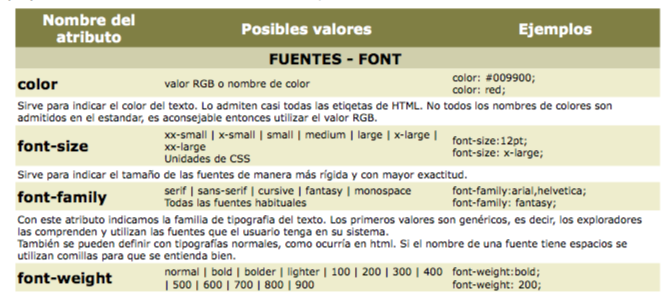 Nombre del atributo Posibles valores Ejemplos
FUENTES - FONT
color valor RGB o nombre de color color: #009900;
color: red;
Sirve para indicar el color del texto. Lo admiten casi todas las etiqetas de HTML. No todos los nombres de colores son
admitidos en el estandar, es aconsejable entonces utilizar el valor RGB.
font-size xx-small | x-small | small | medium | large | x-large |
xx-large
Unidades de CSS
font-size:12pt;
font-size: x-large;
Sirve para indicar el tamaño de las fuentes de manera más rígida y con mayor exactitud.
font-family serif | sans-serif | cursive | fantasy | monospace
Todas las fuentes habituales
font-family:arial,helvetica;
font-family: fantasy;
Con este atributo indicamos la familia de tipografia del texto. Los primeros valores son genéricos, es decir, los exploradores
las comprenden y utilizan las fuentes que el usuario tenga en su sistema.
También se pueden definir con tipografías normales, como ocurría en html. Si el nombre de una fuente tiene espacios se
utilizan comillas para que se entienda bien.
font-weight normal | bold | bolder | lighter | 100 | 200 | 300 | 400
| 500 | 600 | 700 | 800 | 900
font-weight:bold;
font-weight: 200;